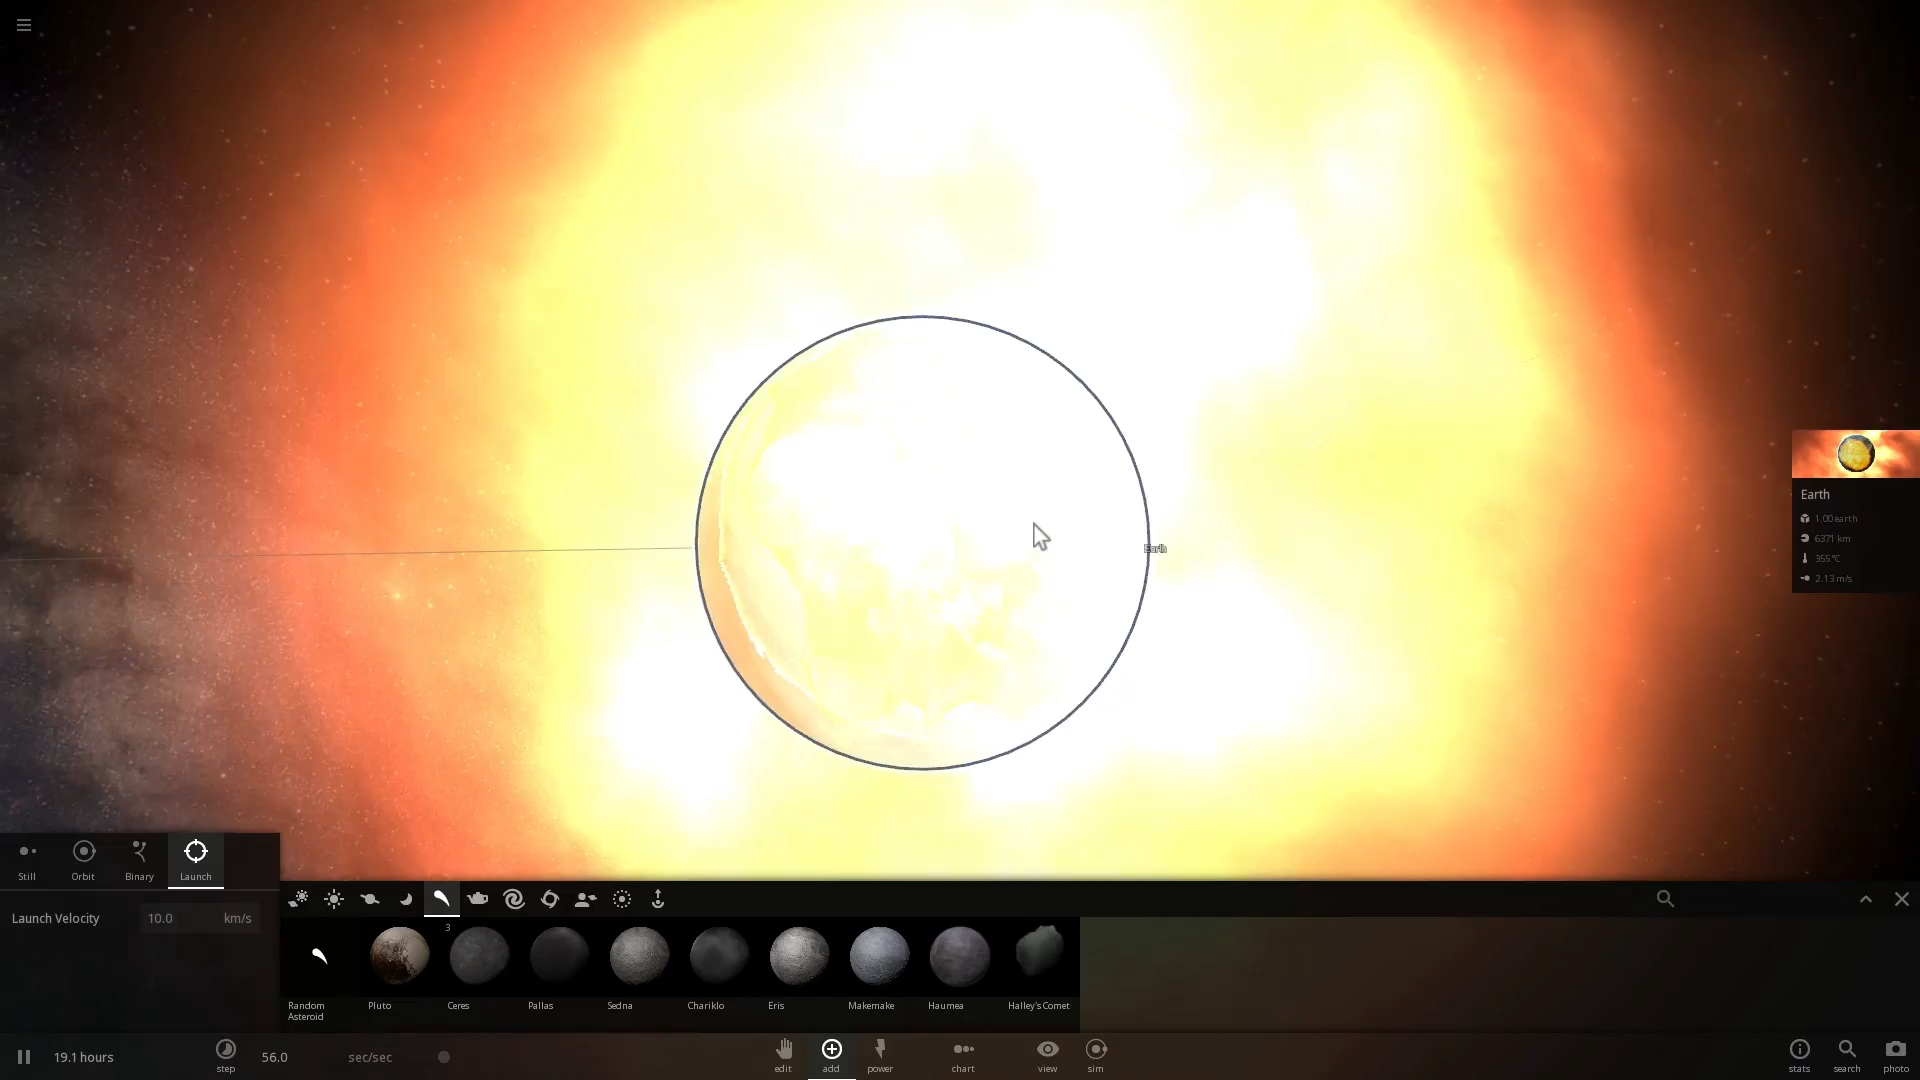 Earth
Earth
1.00 earth
6371 km
355°C
2.13 m/s
Still
Orbit
Binary
Launch
Launch Velocity
10.0
km/s
3
Random
Asteroid
Pluto
Ceres
Pallas
Sedna
Chariklo
Eris
Makemake
Haumea
Halley's Comet
19.1 hours
step
56.0
sec/sec
edit
add
power
chart
view
sim
stats
search
photo